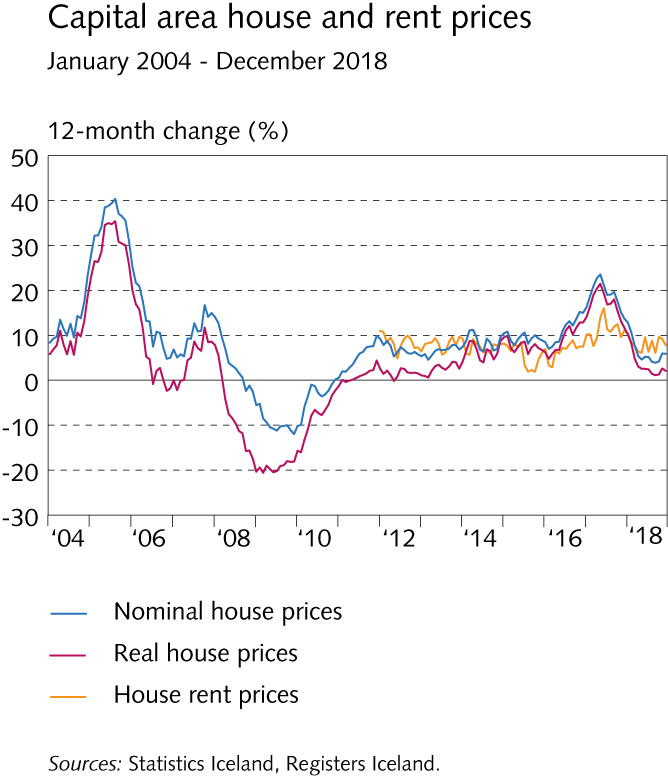 Capital area house and rent prices
January 2004 - December 2018
12-month change (%)
50
40
30
20
10
0
-10
-20
-30
‘04 ‘06 ‘08 ‘10 ‘12 ‘14 ‘16 ‘18
Nominal house prices
Real house prices
House rent prices
Sources: Statistics Iceland, Registers Iceland.